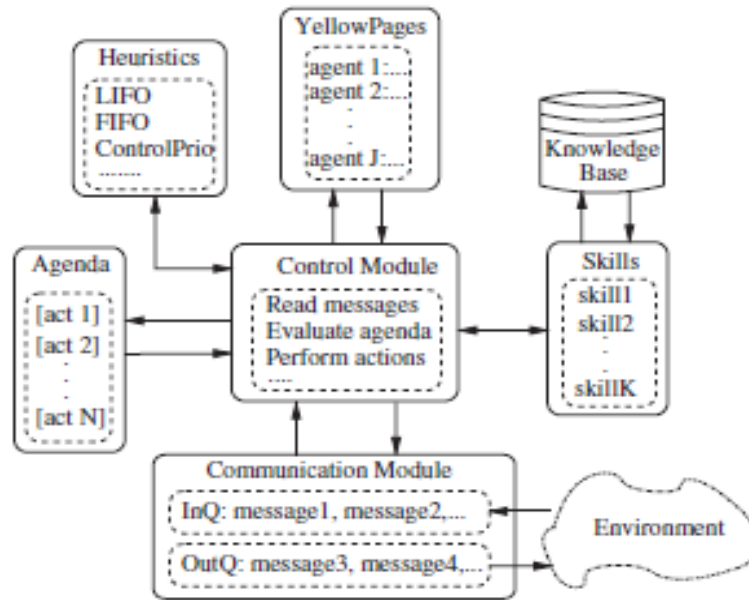 YellowPages
agent 1:....
agent 2:...
.
.
.
agent J:....
Heuristics
LIFO
FIFO
ControlPrio
........
Knowledge
Base
Agenda
[act 1]
[act 2]
.
.
.
[act N]
Control Module
Read messages
Evaluate agenda
Perform actions
.....
Skills
skill1
skill2
.
.
skillK
Communication Module
InQ: message1, message2,...
OutQ: message3, message4,...
Environment